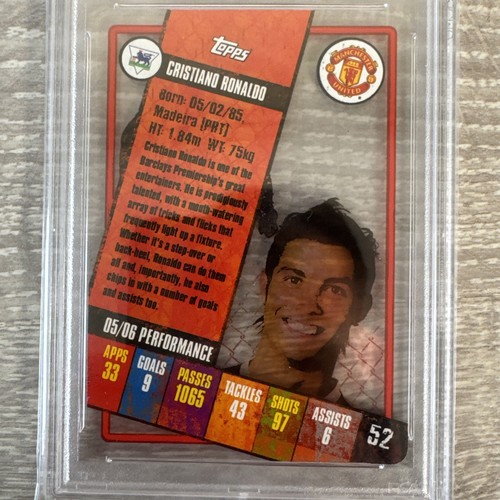 Topps
MANCHESTER
UNITED
CRISTIANO RONALDO
Born: 05/02/85,
Madeira (PRT)
HT: 1.84m WT: 75kg
Cristiano Ronaldo is one of the
Barclays Premiership's great
entertainers. He is prodigiously
talented, with a mouth-watering
array of tricks and flicks that
frequently light up a fixture.
Whether it's a step-over or
back-heel, Ronaldo can do them
all and, importantly, he also
chips in with a number of goals
and assists too.
05/06 PERFORMANCE
APPS GOALS PASSES TACKLES SHOTS ASSISTS
33 9 1065 43 97 6 52